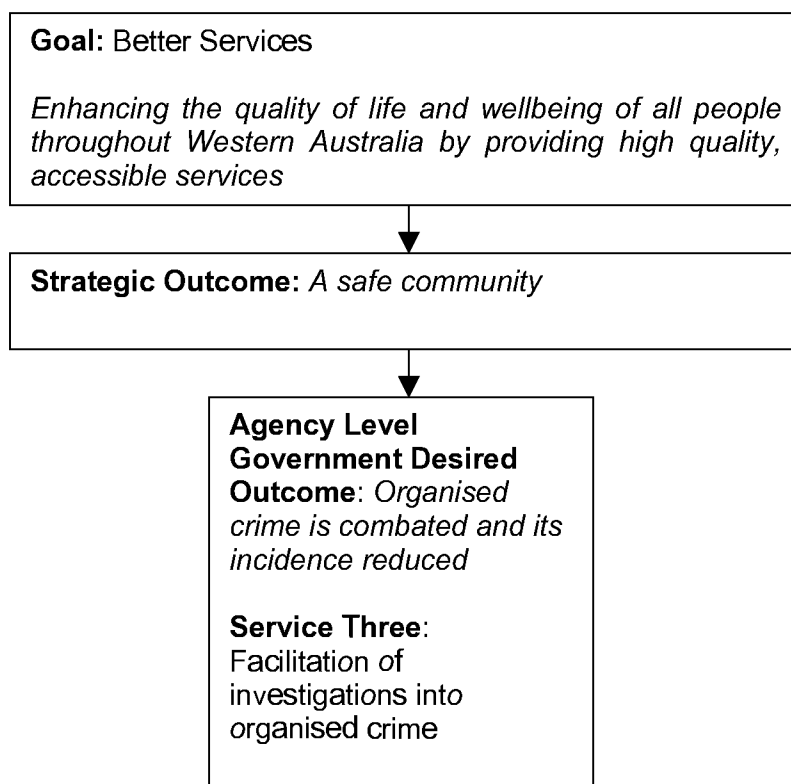 Goal: Better Services
Enhancing the quality of life and wellbeing of all people
throughout Western Australia by providing high quality,
accessible services
Strategic Outcome: A safe community
Agency Level
Government Desired
Outcome: Organised
crime is combated and its
incidence reduced
Service Three:
Facilitation of
investigations into
organised crime